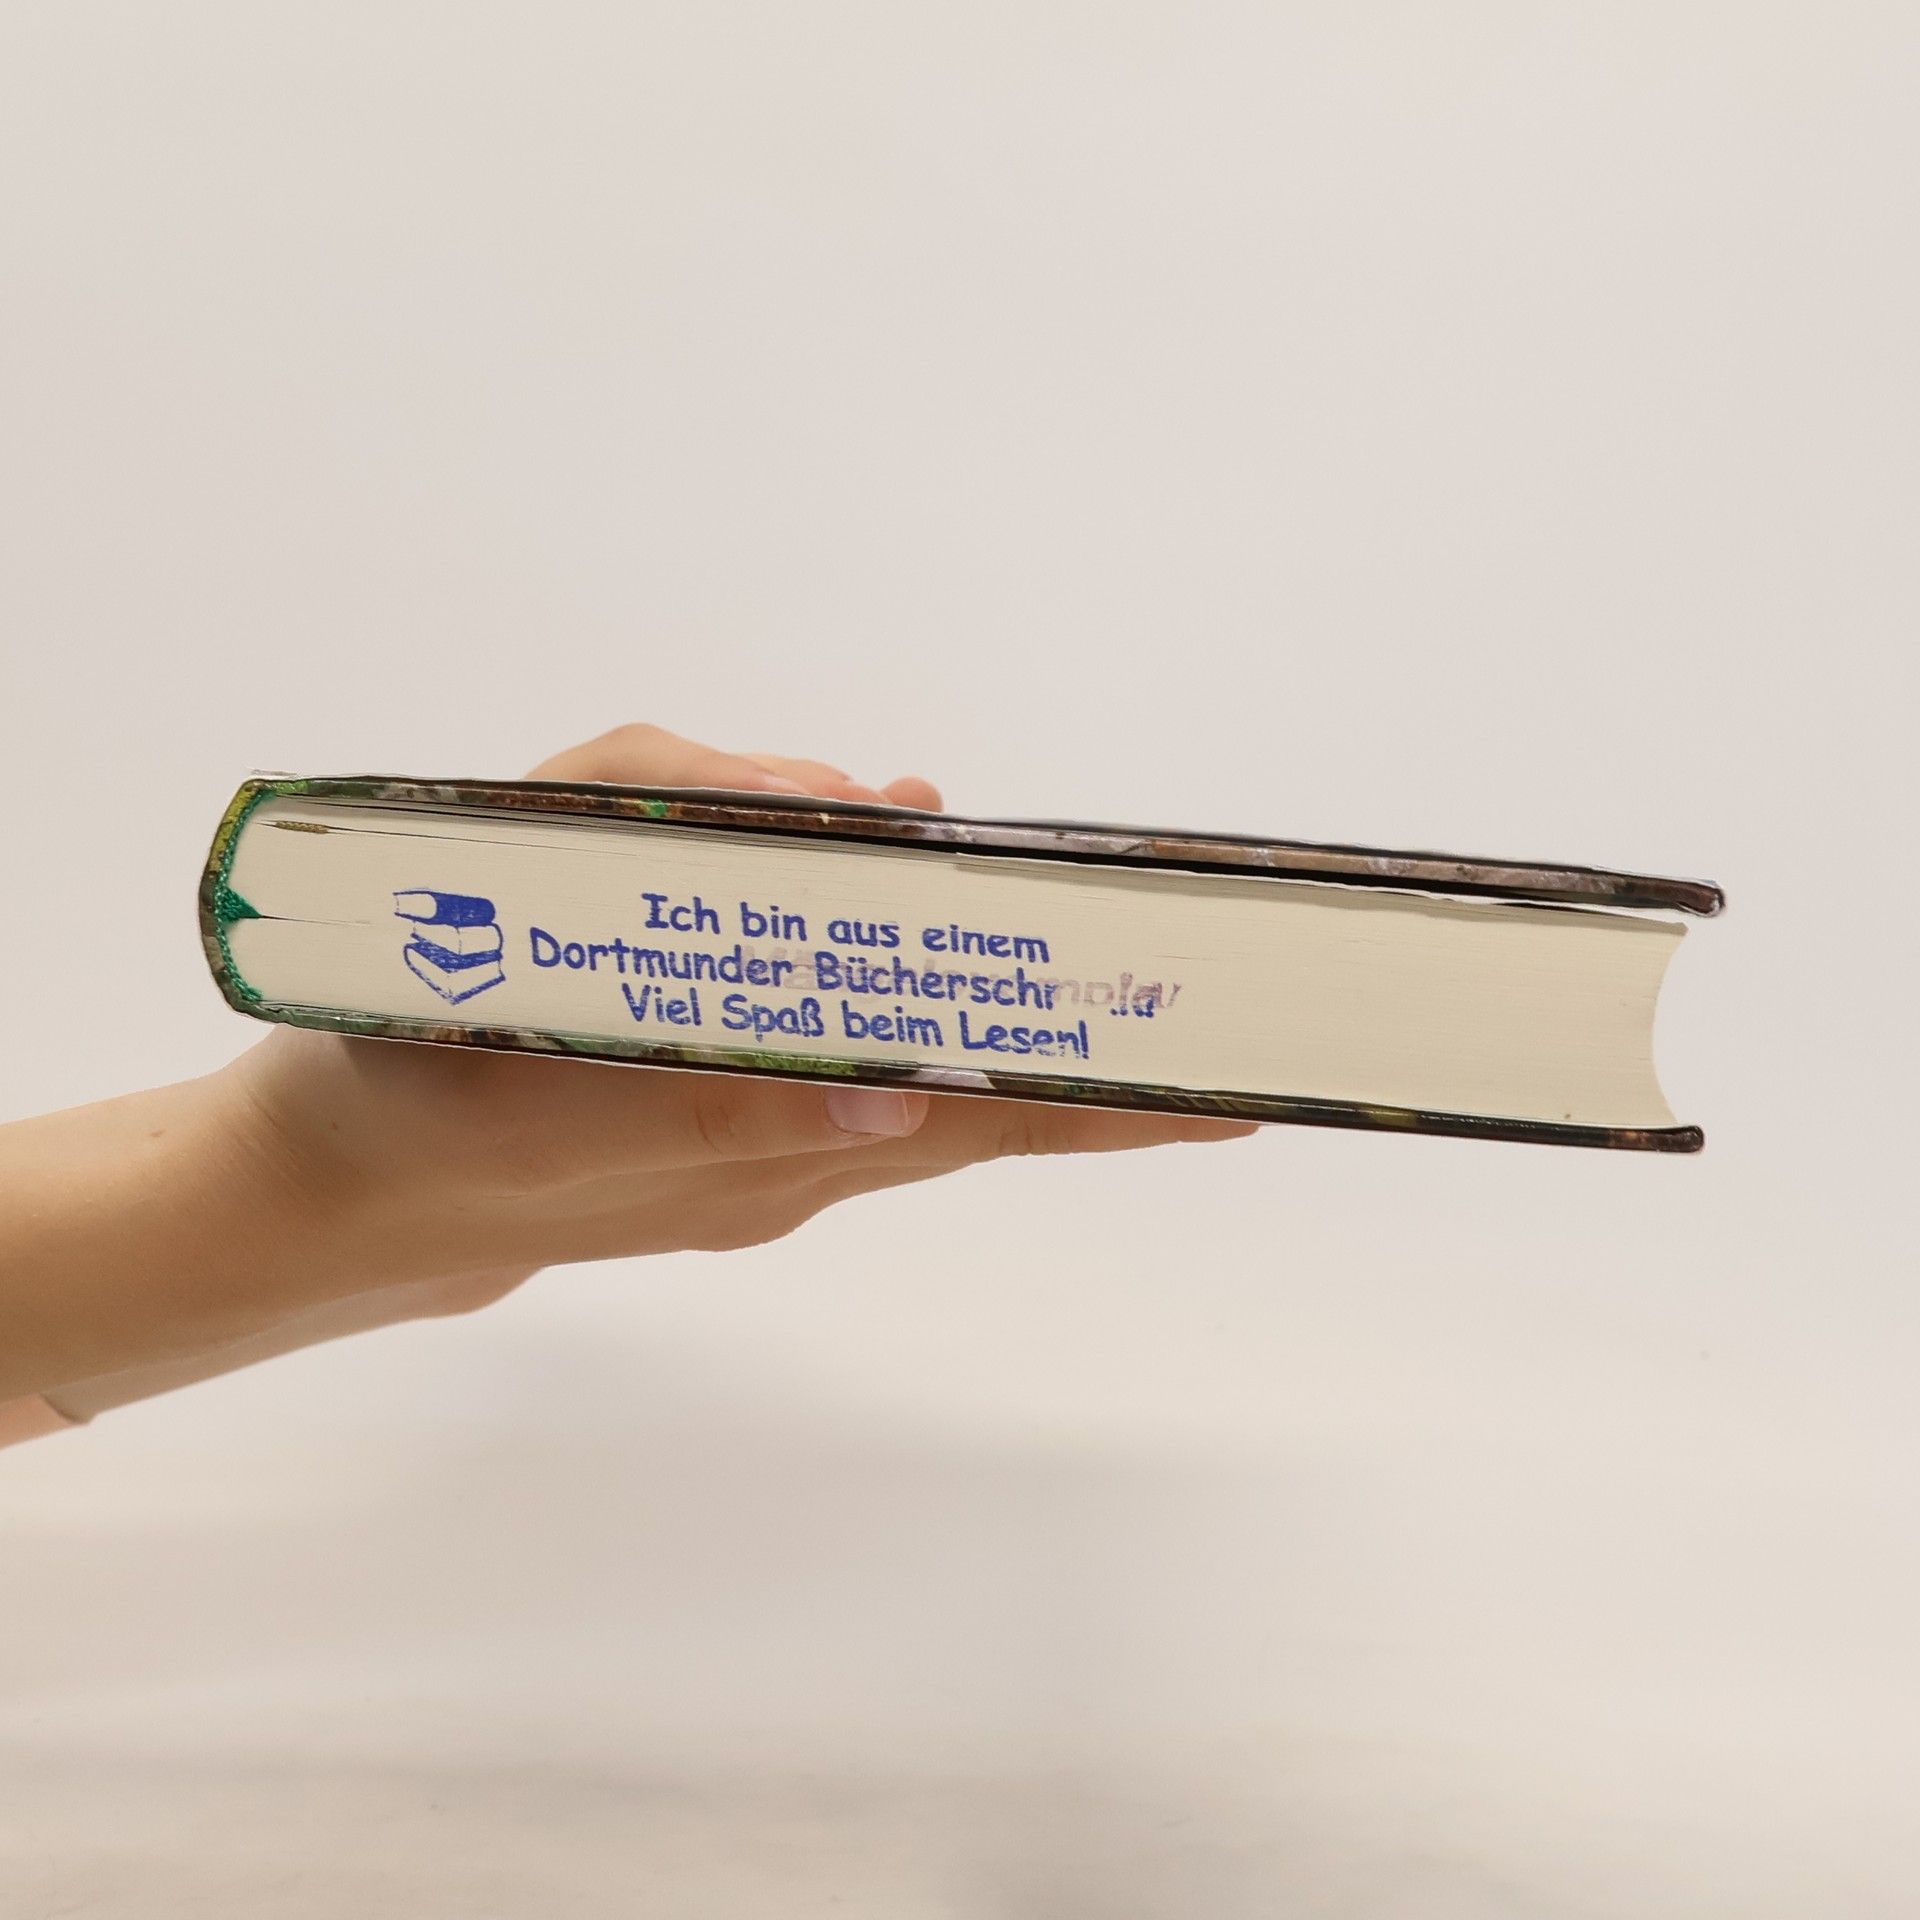 Ich bin aus einem
Dortmunder
Viel Spaß beim Lesen!